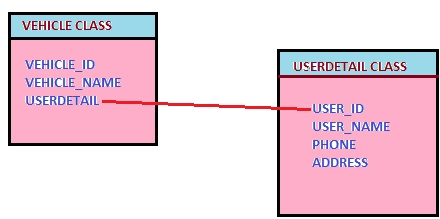 VEHICLE CLASS
VEHICLE_ID
VEHICLE_NAME
USERDETAIL
USERDETAIL CLASS
USER_ID
USER_NAME
PHONE
ADDRESS